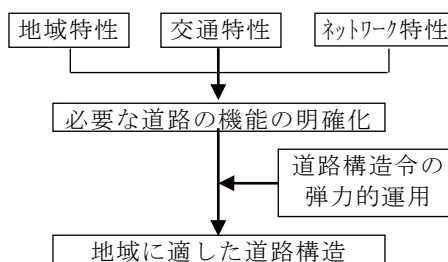 地域特性
交通特性
ﾈｯﾄﾜｰｸ特性
必要な道路の機能の明確化
道路構造令の
弾力的運用
地域に適した道路構造